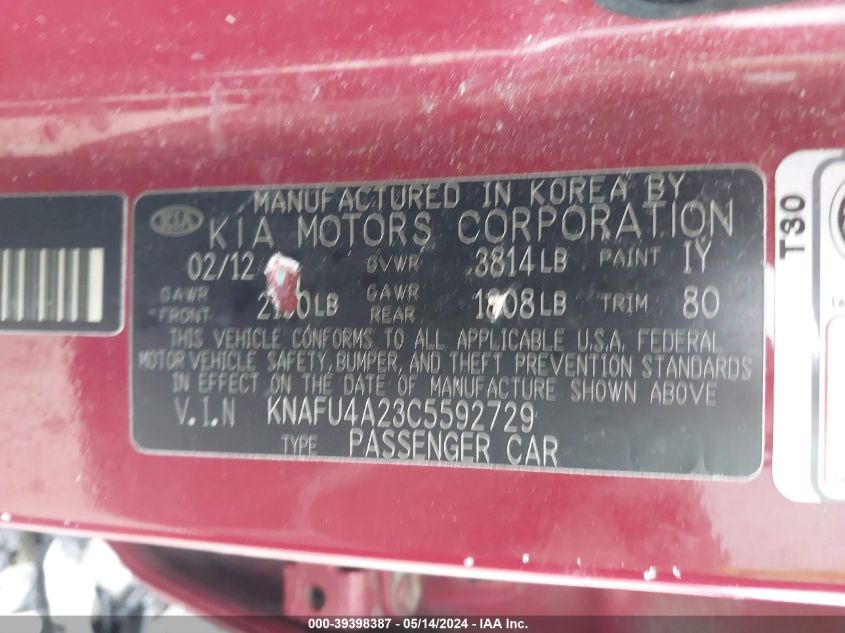 MANUFACTURED IN KOREA BY
KIA KIA MOTORS CORPORATION
02/12 GVWR 3814LB PAINT IY
GAWR FRONT LB GAWR REAR LB TRIM 80
THIS VEHICLE CONFORMS TO ALL APPLICABLE U.S.A. FEDERAL
MOTOR VEHICLE SAFETY, BUMPER, AND THEFT PREVENTION STANDARDS
IN EFFECT ON THE DATE OF MANUFACTURE SHOWN ABOVE
V.I.N KNAFU4A23C5592729
TYPE PASSENGER CAR
T30
000-39398387 - 05/14/2024 - IAA Inc.